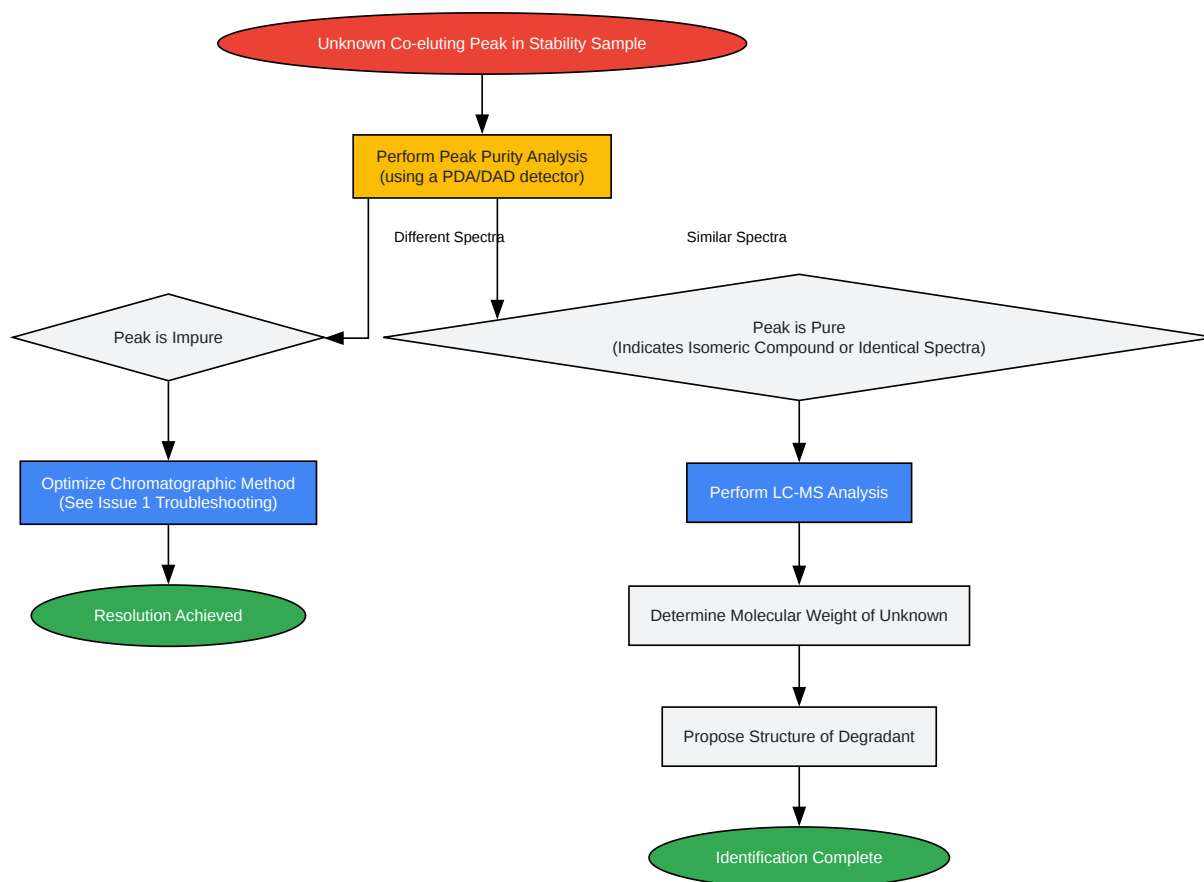 Unknown Co-eluting Peak in Stability Sample
Perform Peak Purity Analysis
(using a PDA/DAD detector)
Different Spectra
Similar Spectra
Peak is Impure
Peak is Pure
(Indicates Isomeric Compound or Identical Spectra)
Optimize Chromatographic Method
(See Issue 1 Troubleshooting)
Perform LC-MS Analysis
Resolution Achieved
Determine Molecular Weight of Unknown
Propose Structure of Degradant
Identification Complete